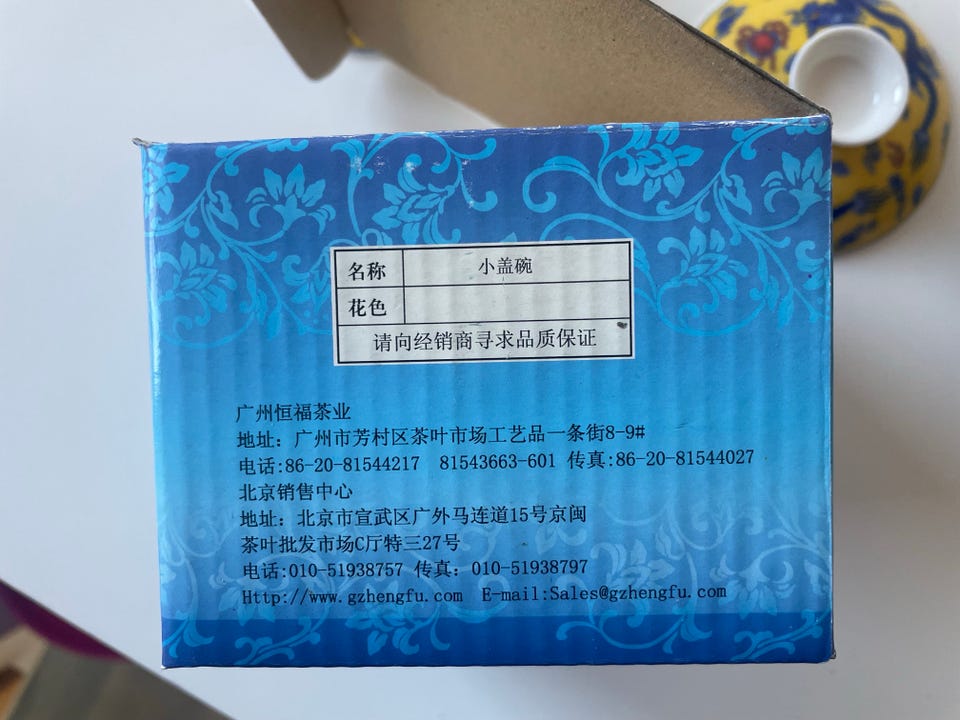 名称 小盖碗
花色
请向经销商寻求品质保证
广州恒福茶业
地址：广州市芳村区茶叶市场工艺品一条街8-9#
电话:86-20-81544217 81543663-601 传真:86-20-81544027
北京销售中心
地址：北京市宣武区广外马连道15号京闽
茶叶批发市场C厅特三27号
电话:010-51938757 传真：010-51938797
Http://www.gzhengfu.com E-mail:Sales@gzhengfu.com